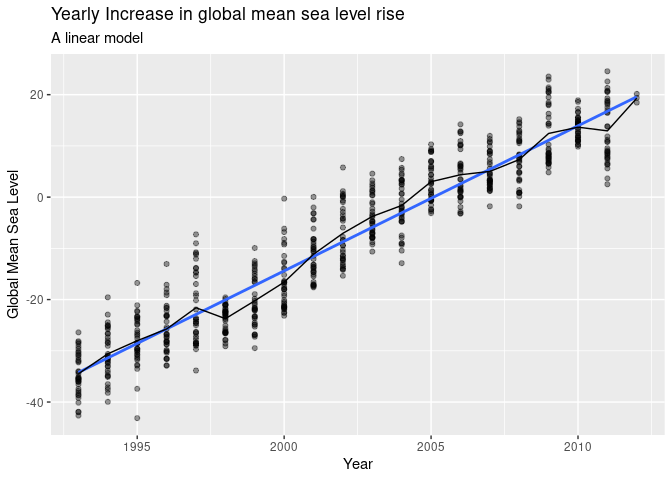 Yearly Increase in global mean sea level rise
A linear model
Global Mean Sea Level
20
0
-20
-40
1995
2000
2005
2010
Year